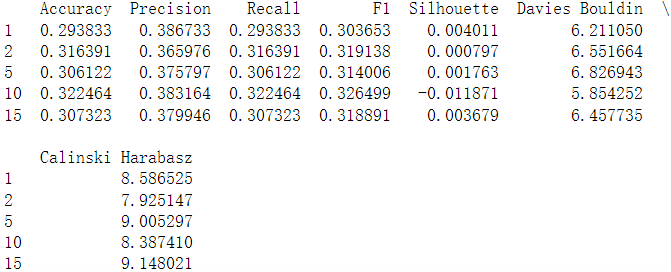 Accuracy Precision Recall F1 Silhouette Davies Bouldin \
1 0.293833 0.386733 0.293833 0.303653 0.004011 6.211050
2 0.316391 0.365976 0.316391 0.319138 0.000797 6.551664
5 0.306122 0.375797 0.306122 0.314006 0.001763 6.826943
10 0.322464 0.383164 0.322464 0.326499 -0.011871 5.854252
15 0.307323 0.379946 0.307323 0.318891 0.003679 6.457735
Calinski Harabasz
1 8.586525
2 7.925147
5 9.005297
10 8.387410
15 9.148021